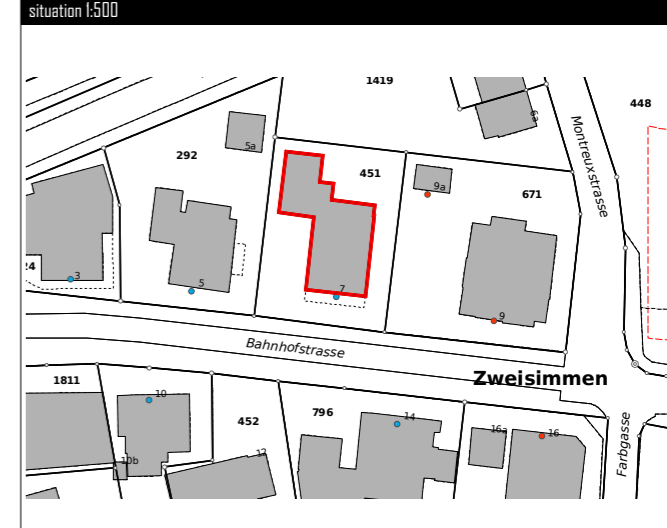 situation 1:500
1419
448
6a
Montreuxstrasse
5a
292
451
9a
671
24
3
5
7
9
Bahnhofstrasse
Zweisimmen
1811
10
452
796
14
16a
16
Farbgasse
10b
12